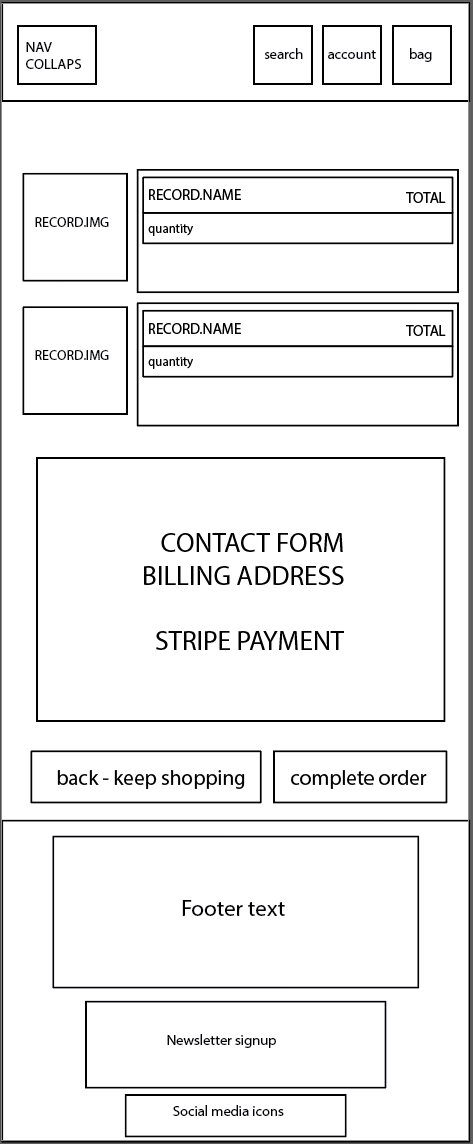 NAV
COLLAPS
search
account
bag
RECORD.IMG
RECORD.NAME
TOTAL
quantity
RECORD.IMG
RECORD.NAME
TOTAL
quantity
CONTACT FORM
BILLING ADDRESS
STRIPE PAYMENT
back - keep shopping
complete order
Footer text
Newsletter signup
Social media icons